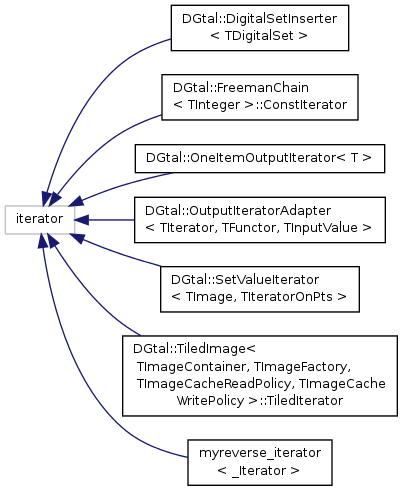 DGtal::DigitalSetInserter
< TDigitalSet >
DGtal::FreemanChain
< TInteger >::ConstIterator
DGtal::OneItemOutputIterator< T >
iterator
DGtal::OutputIteratorAdapter
< TIterator, TFunctor, TInputValue >
DGtal::SetValueIterator
< TImage, TIteratorOnPts >
DGtal::TiledImage<
TImageContainer, TImageFactory,
TImageCacheReadPolicy, TImageCache
WritePolicy >::TiledIterator
myreverse_iterator
< _Iterator >